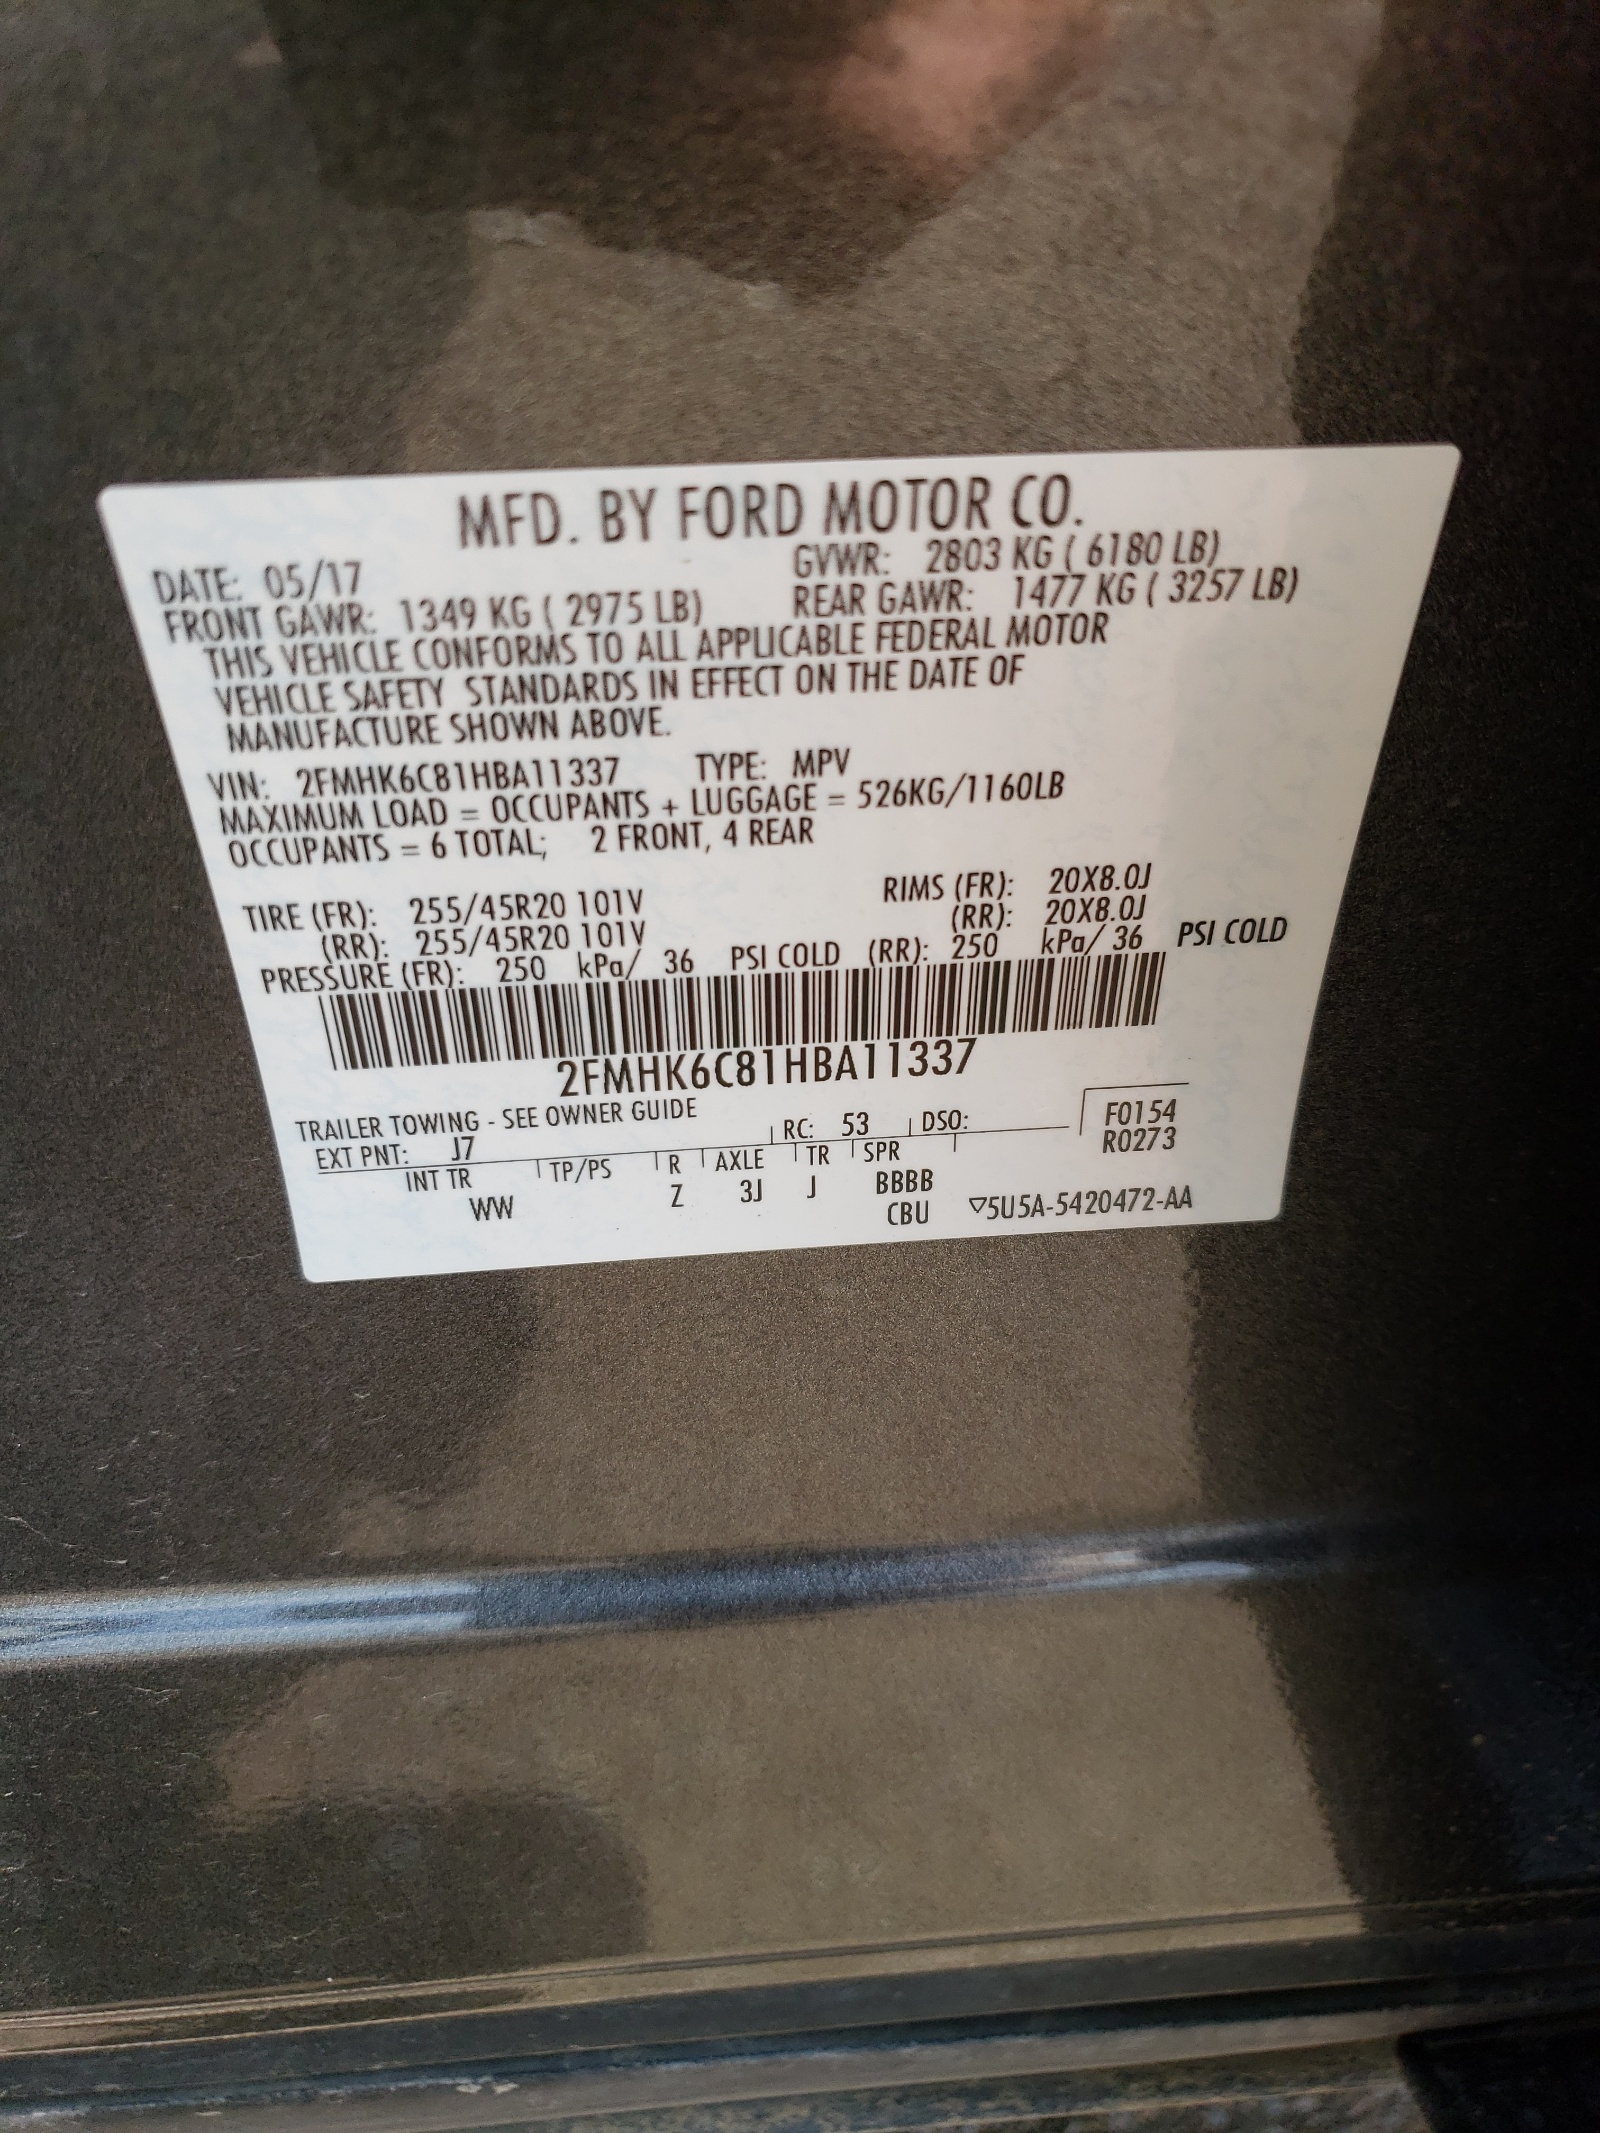 MFD. BY FORD MOTOR CO.
DATE: 05/17 GVWR: 2803 KG ( 6180 LB)
FRONT GAWR: 1349 KG ( 2975 LB) REAR GAWR: 1477 KG ( 3257 LB)
THIS VEHICLE CONFORMS TO ALL APPLICABLE FEDERAL MOTOR
VEHICLE SAFETY STANDARDS IN EFFECT ON THE DATE OF
MANUFACTURE SHOWN ABOVE.
VIN: 2FMHK6C81HBA11337 TYPE: MPV
MAXIMUM LOAD = OCCUPANTS + LUGGAGE = 526KG/1160LB
OCCUPANTS = 6 TOTAL; 2 FRONT, 4 REAR
TIRE (FR): 255/45R20 101V RIMS (FR): 20X8.0J
(RR): 255/45R20 101V (RR): 20X8.0J
PRESSURE (FR): 250 kPa/ 36 PSI COLD (RR): 250 kPa/ 36 PSI COLD
2FMHK6C81HBA11337
TRAILER TOWING - SEE OWNER GUIDE
EXT PNT: J7 RC: 53 DSO: F0154
R0273
INT TR TP/PS R AXLE TR SPR
WW Z 3J J BBBB
CBU ▽5U5A-5420472-AA